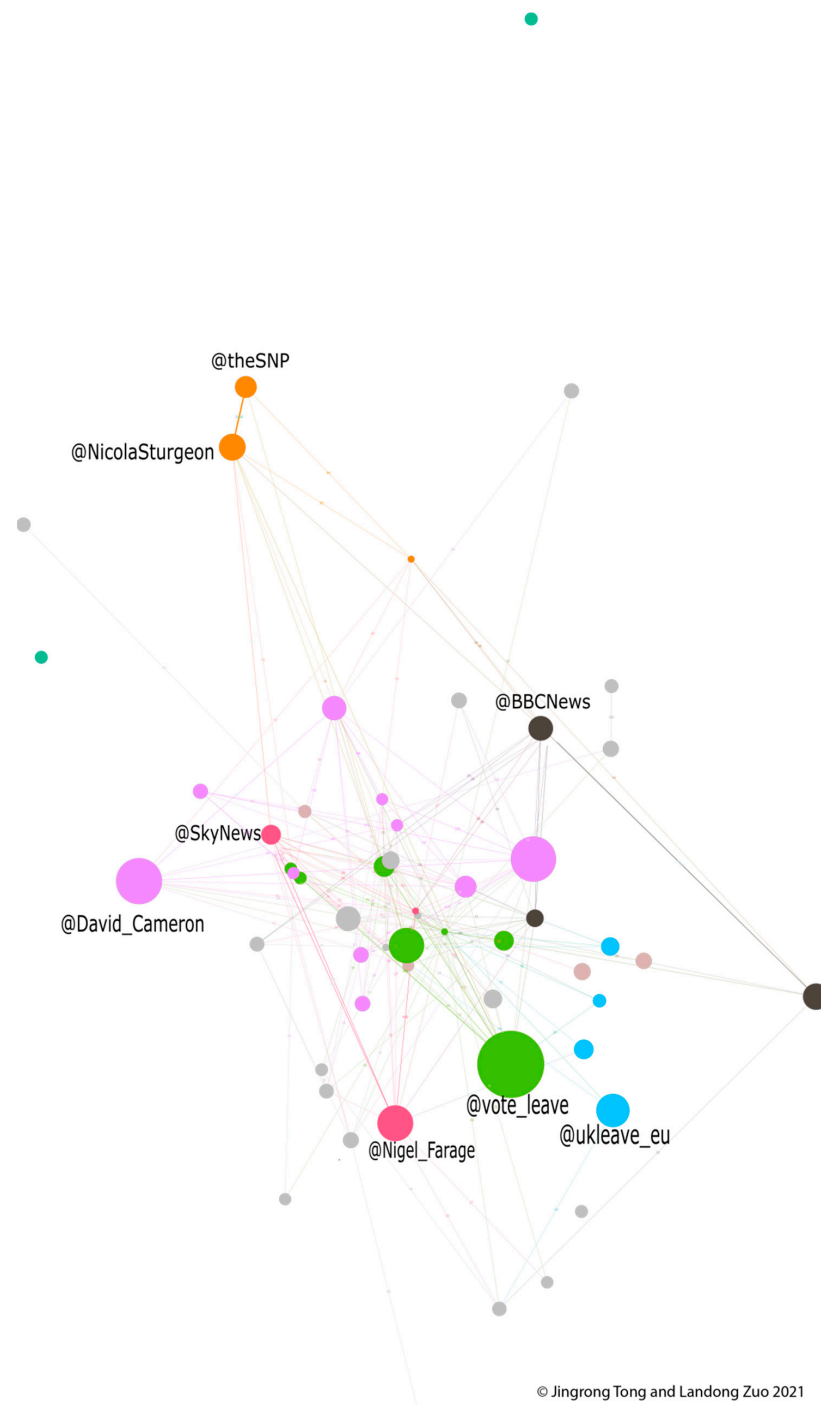 @theSNP
@NicolaSturgeon
@BBCNews
@SkyNews
@David_Cameron
@vote_leave
@ukleave_eu
@Nigel_Farage
© Jingrong Tong and Landong Zuo 2021